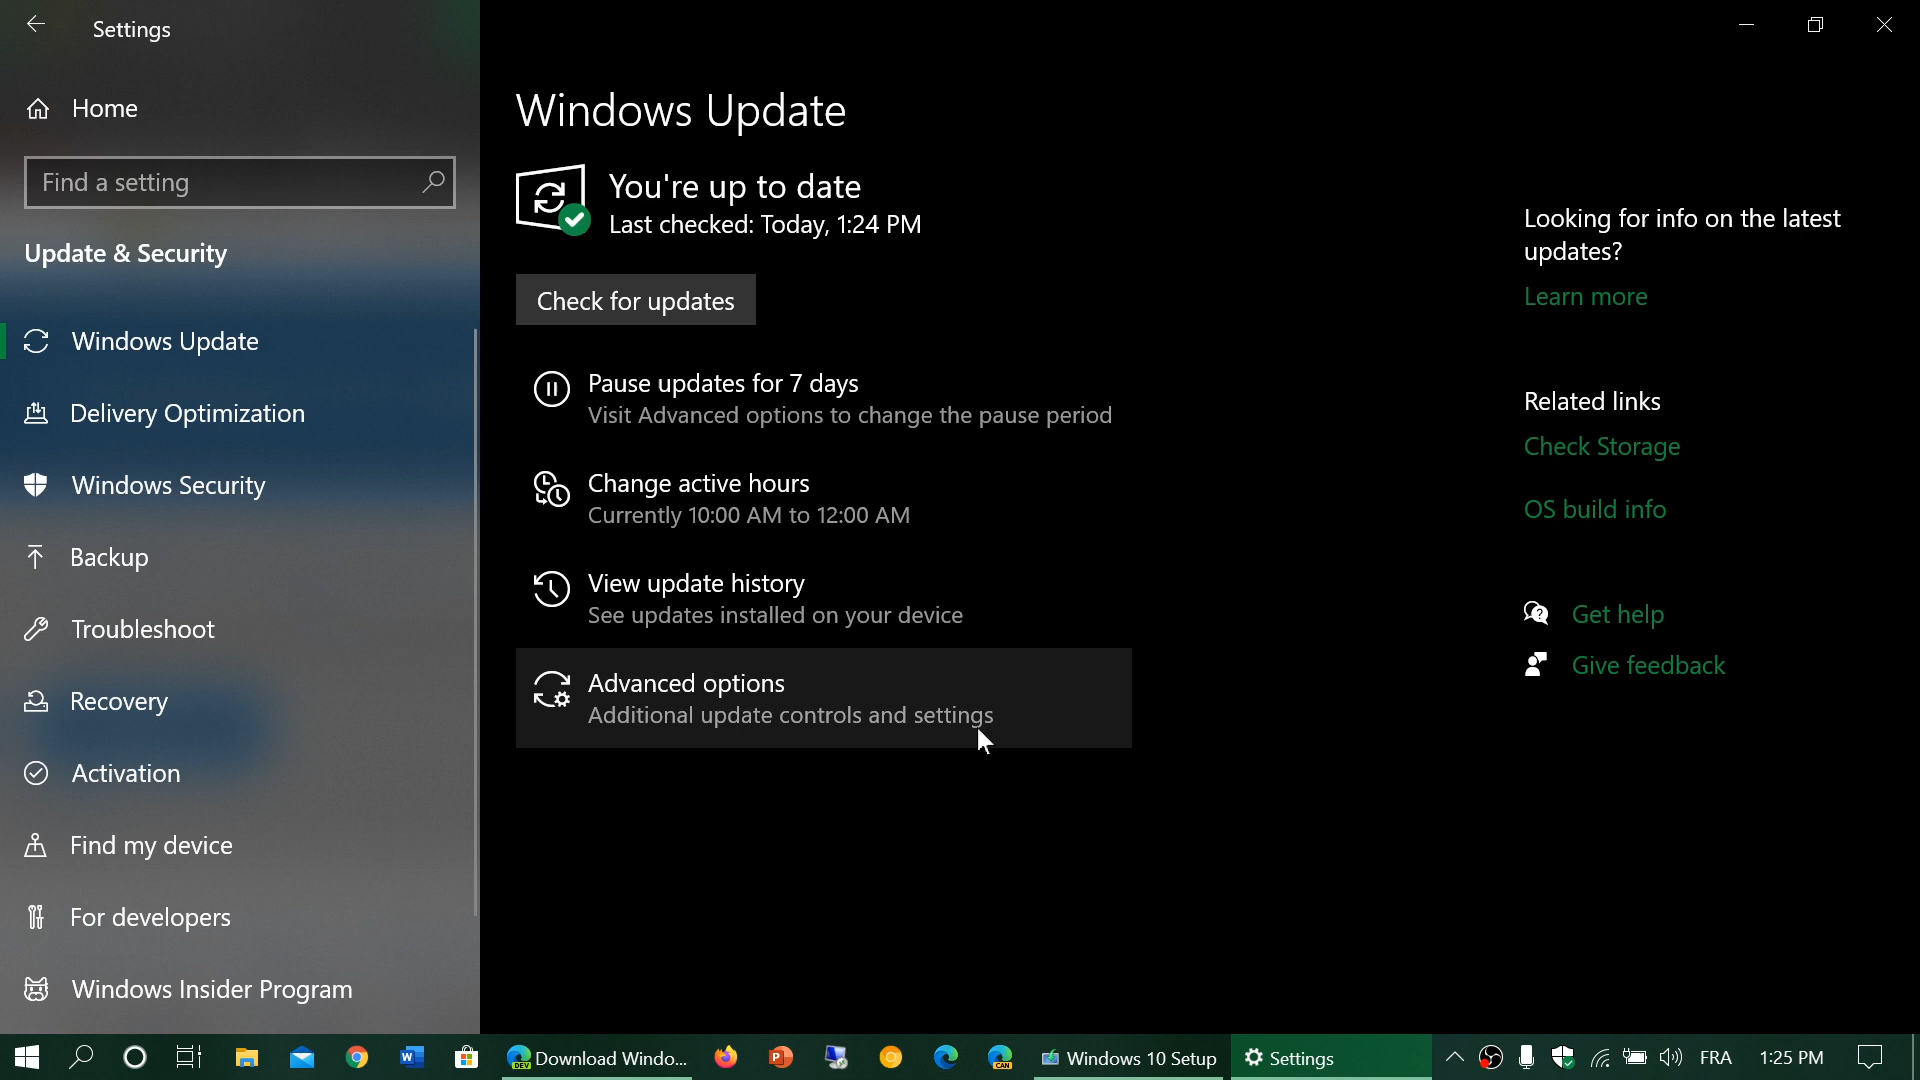 Settings
Home
Find a setting
Update & Security
Windows Update
Delivery Optimization
Windows Security
Backup
Troubleshoot
Recovery
Activation
Find my device
For developers
Windows Insider Program
Windows Update
You're up to date
Last checked: Today, 1:24 PM
Check for updates
Pause updates for 7 days
Visit Advanced options to change the pause period
Change active hours
Currently 10:00 AM to 12:00 AM
View update history
See updates installed on your device
Advanced options
Additional update controls and settings
Looking for info on the latest
updates?
Learn more
Related links
Check Storage
OS build info
Get help
Give feedback
W DEV Download Windo... P CAN Windows 10 Setup Settings FRA 1:25 PM